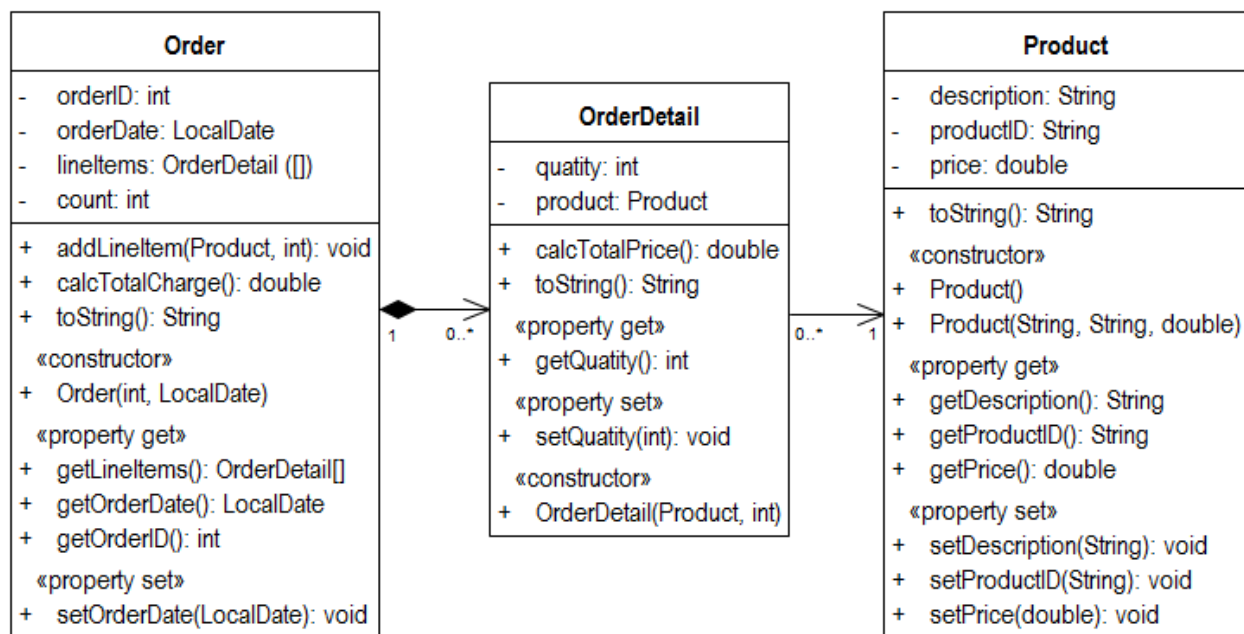 Order
- orderID: int
- orderDate: LocalDate
- lineItems: OrderDetail ([])
- count: int
+ addLineItem(Product, int): void
+ calcTotalCharge(): double
+ toString(): String
«constructor»
+ Order(int, LocalDate)
«property get»
+ getLineItems(): OrderDetail[]
+ getOrderDate(): LocalDate
+ getOrderID(): int
«property set»
+ setOrderDate(LocalDate): void
1
0..*
OrderDetail
- quatity: int
- product: Product
+ calcTotalPrice(): double
+ toString(): String
«property get»
+ getQuatity(): int
«property set»
+ setQuatity(int): void
«constructor»
+ OrderDetail(Product, int)
0..*
1
Product
- description: String
- productID: String
- price: double
+ toString(): String
«constructor»
+ Product()
+ Product(String, String, double)
«property get»
+ getDescription(): String
+ getProductID(): String
+ getPrice(): double
«property set»
+ setDescription(String): void
+ setProductID(String): void
+ setPrice(double): void